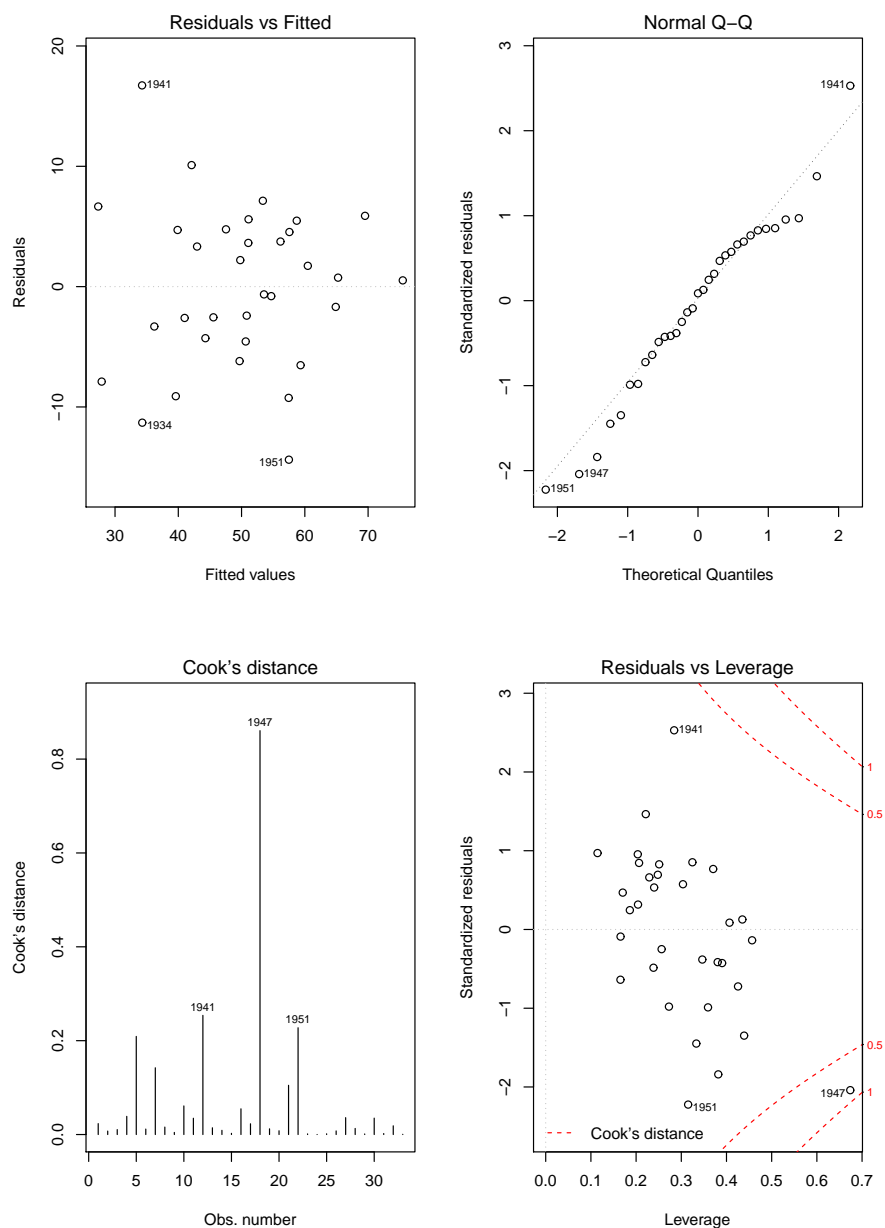 Residuals vs Fitted
20
10
0
−10
Residuals
1941
1934
1951
30 40 50 60 70
Fitted values
Normal Q−Q
3
2
1
0
−1
−2
Standardized residuals
1941
1947
1951
−2 −1 0 1 2
Theoretical Quantiles
Cook's distance
0.8
0.6
0.4
0.2
0.0
Cook's distance
1947
1941
1951
0 5 10 15 20 25 30
Obs. number
Residuals vs Leverage
3
2
1
0
−1
−2
Standardized residuals
1941
1947
1951
1
0.5
0.5
1
Cook's distance
0.0 0.1 0.2 0.3 0.4 0.5 0.6 0.7
Leverage